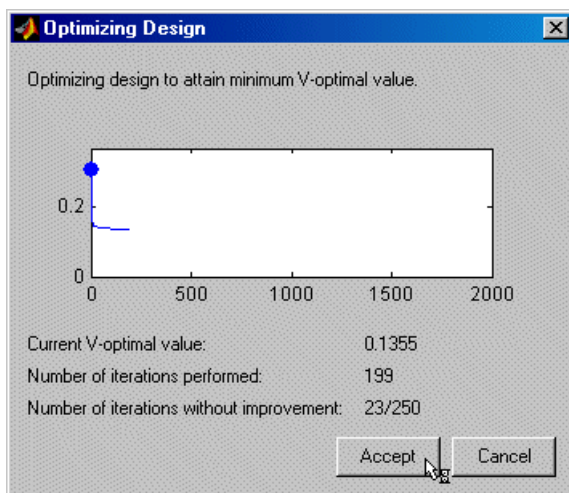 Optimizing Design
Optimizing design to attain minimum V-optimal value.
0.2
0
0 500 1000 1500 2000
Current V-optimal value: 0.1355
Number of iterations performed: 199
Number of iterations without improvement: 23/250
Accept Cancel